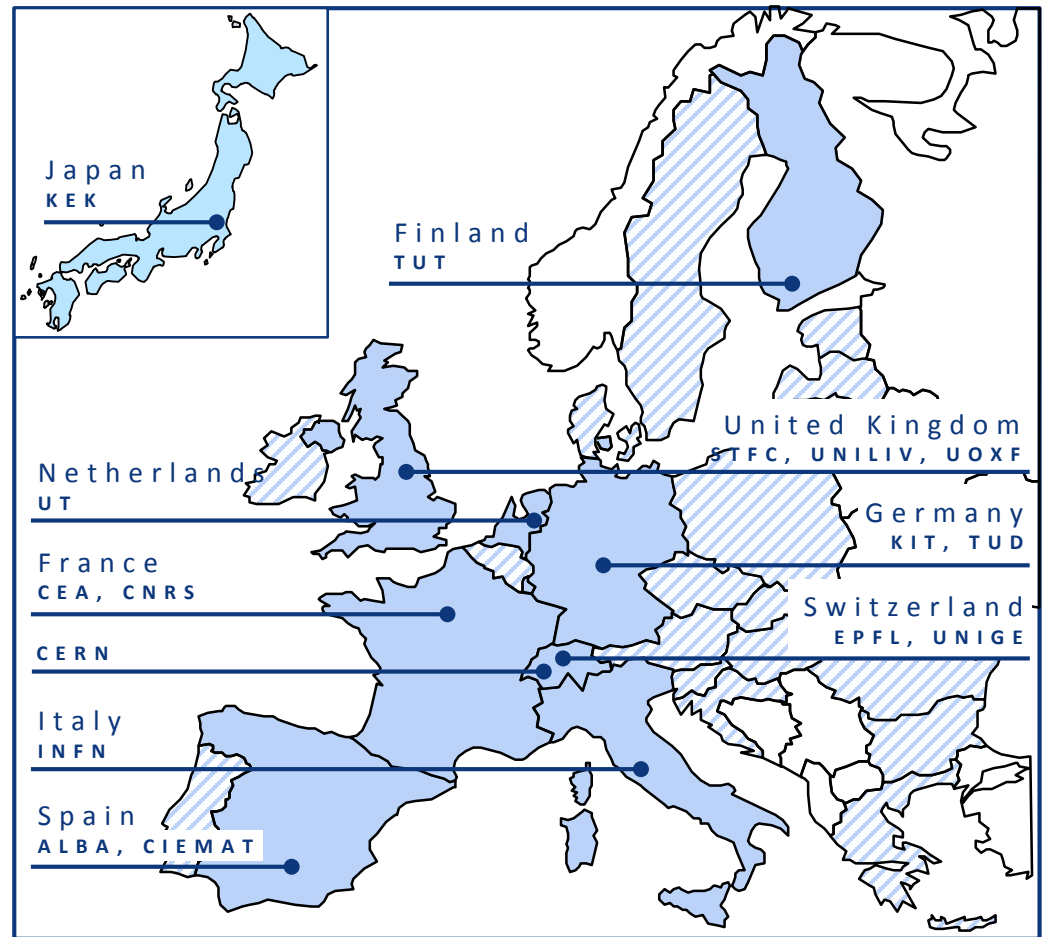 Japan
KEK
Finland
TUT
United Kingdom
STFC, UNILIV, UOXF
Netherlands
UT
Germany
KIT, TUD
France
CEA, CNRS
Switzerland
EPFL, UNIGE
CERN
Italy
INFN
Spain
ALBA, CIEMAT